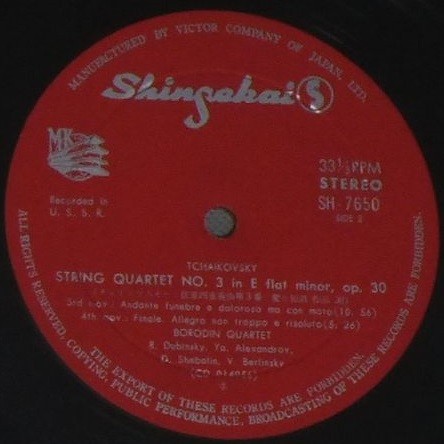 MANUFACTURED BY VICTOR COMPANY OF JAPAN, LTD.
Shinsekai S
MK
Recorded in
U. S. S. R.
33⅓RPM
STEREO
SH-7650
SIDE 2
TCHAIKOVSKY
STRING QUARTET NO. 3 in E flat minor, op. 30
3rd mov.: Andante funebre e doloroso ma con moto(10. 56)
4th mov.: Finale. Allegro non troppo e risoluto(5. 26)
BORODIN QUARTET
R. Dubinsky, Ya. Alexandrov,
D. Shebalin, V. Berlinsky
ALL RIGHTS RESERVED, COPYING, PUBLIC PERFORMANCE, BROADCASTING OF THESE RECORDS ARE FORBIDDEN.
THE EXPORT OF THESE RECORDS ARE FORBIDDEN.